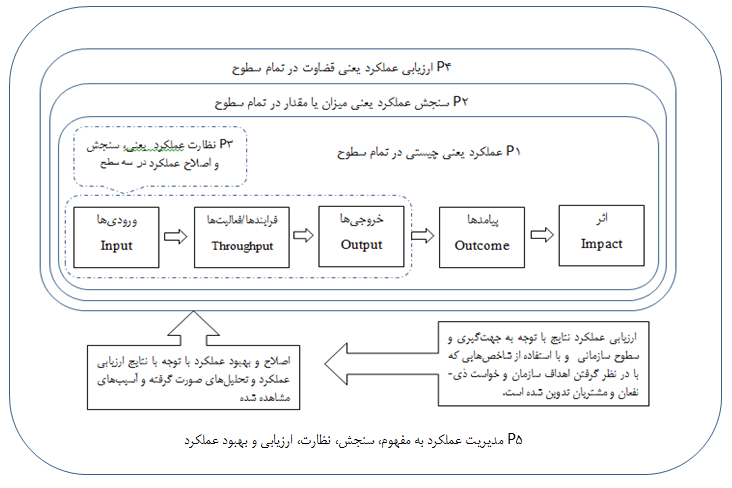 P۴ ارزیابی عملکرد یعنی قضاوت در تمام سطوح
P۲ سنجش عملکرد یعنی میزان یا مقدار در تمام سطوح
P۱ عملکرد یعنی چیستی در تمام سطوح
P۳ نظارت عملکرد یعنی، سنجش
و اصلاح عملکرد در سه سطح
ورودی‌ها
Input
فرایندها/فعالیت‌ها
Throughput
خروجی‌ها
Output
پیامدها
Outcome
اثر
Impact
ارزیابی عملکرد نتایج با توجه به جهت‌گیری و
سطوح سازمانی و با استفاده از شاخص‌هایی که
با در نظر گرفتن اهداف سازمان و خواست ذی-
نفعان و مشتریان تدوین شده است.
اصلاح و بهبود عملکرد با توجه با نتایج ارزیابی
عملکرد و تحلیل‌های صورت گرفته و آسیب‌های
مشاهده شده
P۵ مدیریت عملکرد به مفهوم، سنجش، نظارت، ارزیابی و بهبود عملکرد